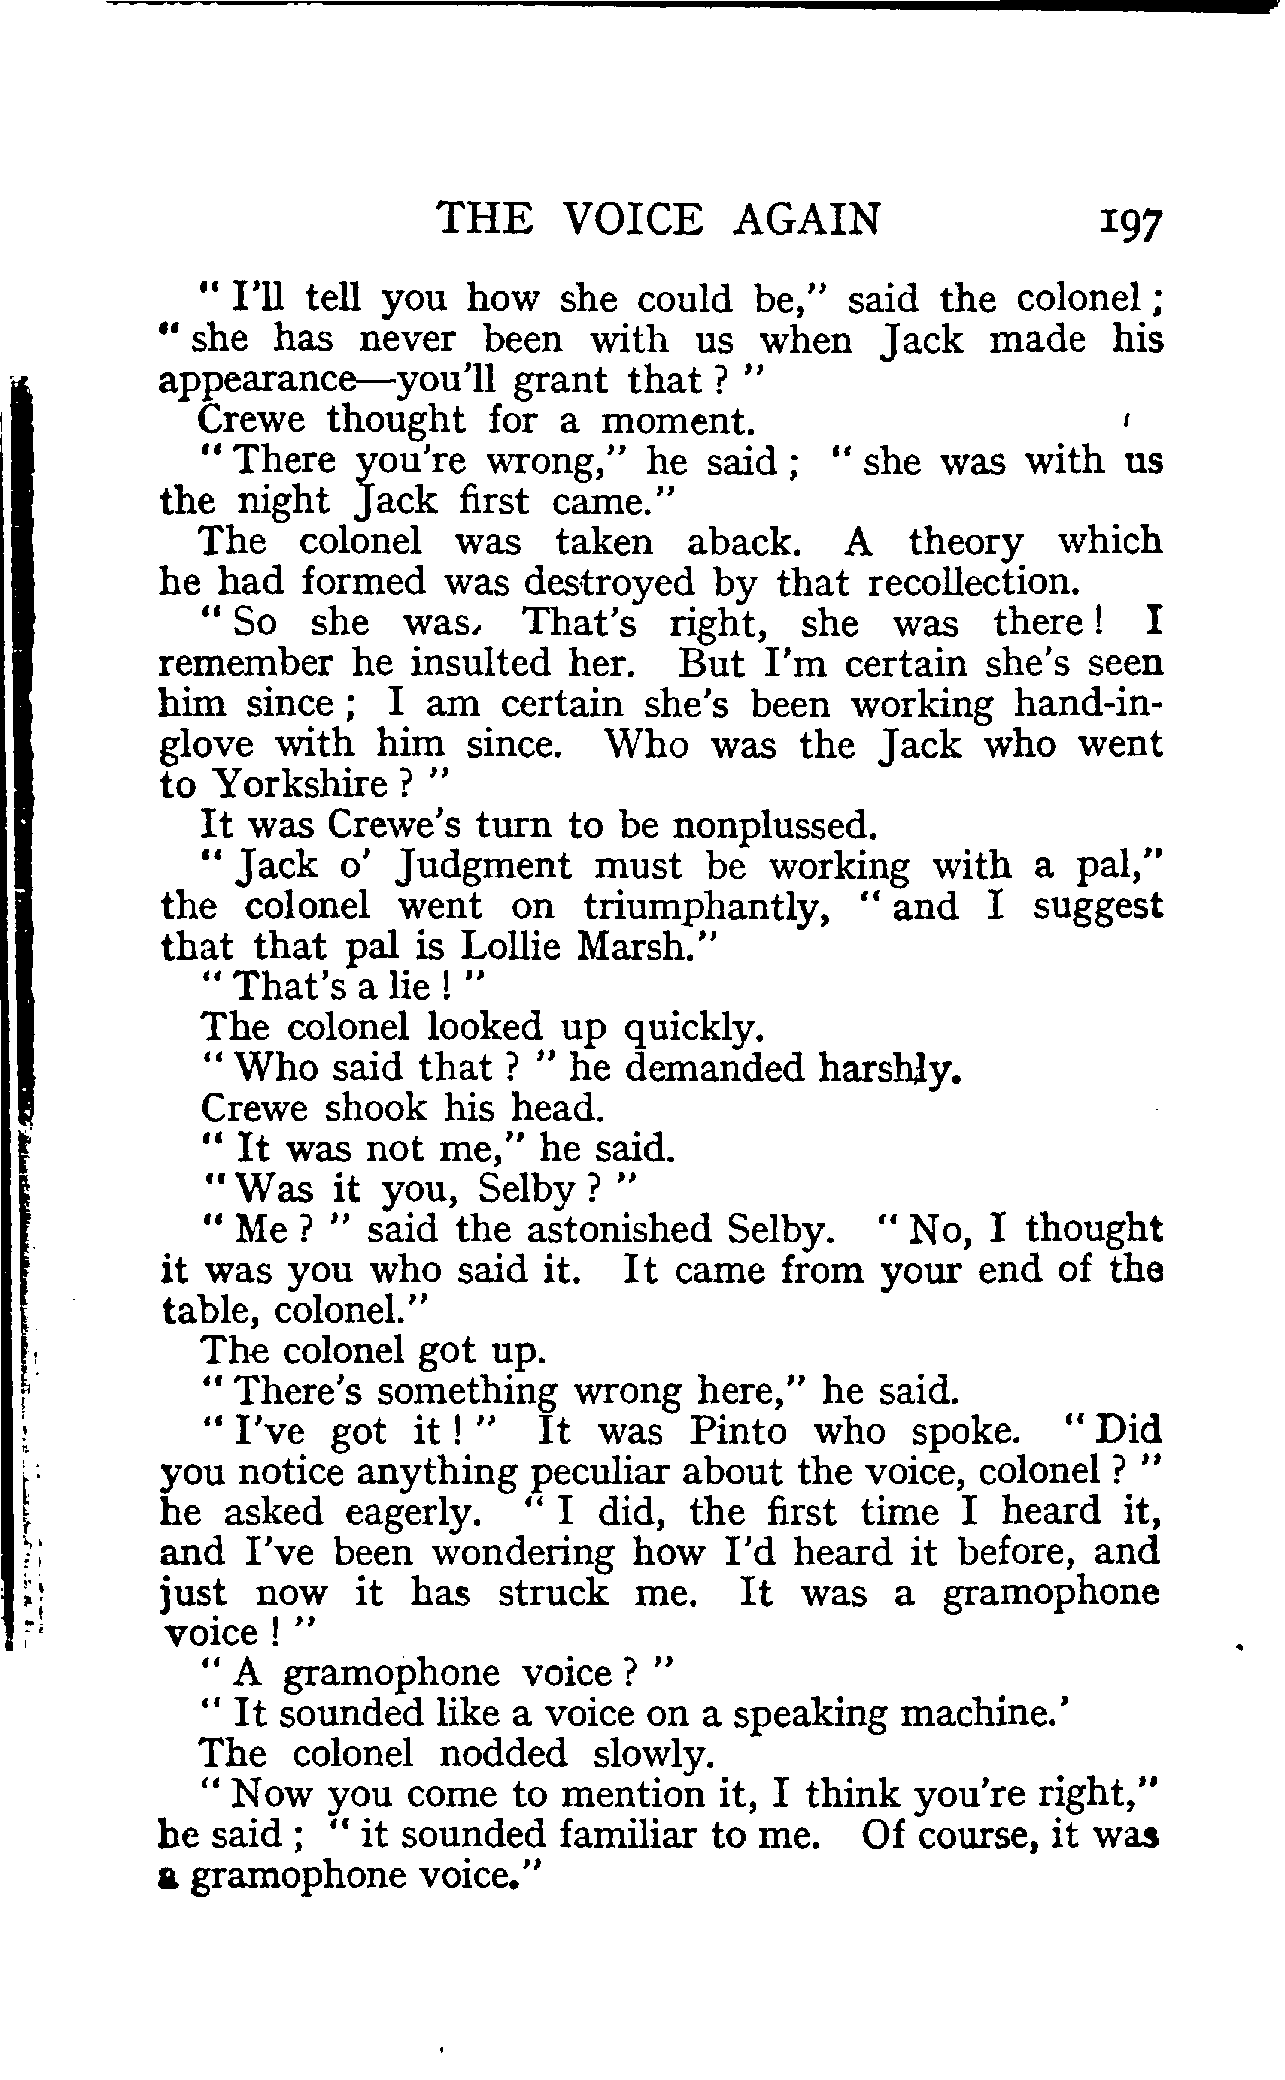 THE VOICE AGAIN 197
" I'll tell you how she could be," said the colonel ;
" she has never been with us when Jack made his
appearance—you'll grant that ? "
Crewe thought for a moment.
" There you're wrong," he said ; " she was with us
the night Jack first came."
The colonel was taken aback. A theory which
he had formed was destroyed by that recollection.
" So she was. That's right, she was there ! I
remember he insulted her. But I'm certain she's seen
him since ; I am certain she's been working hand-in-
glove with him since. Who was the Jack who went
to Yorkshire ? "
It was Crewe's turn to be nonplussed.
" Jack o' Judgment must be working with a pal,"
the colonel went on triumphantly, " and I suggest
that that pal is Lollie Marsh."
" That's a lie ! "
The colonel looked up quickly.
" Who said that ? " he demanded harshly.
Crewe shook his head.
" It was not me," he said.
" Was it you, Selby ? "
" Me ? " said the astonished Selby. " No, I thought
it was you who said it. It came from your end of the
table, colonel."
The colonel got up.
" There's something wrong here," he said.
" I've got it ! " It was Pinto who spoke. " Did
you notice anything peculiar about the voice, colonel ? "
he asked eagerly. " I did, the first time I heard it,
and I've been wondering how I'd heard it before, and
just now it has struck me. It was a gramophone
voice ! "
" A gramophone voice ? "
" It sounded like a voice on a speaking machine.'
The colonel nodded slowly.
" Now you come to mention it, I think you're right,"
he said ; " it sounded familiar to me. Of course, it was
a gramophone voice."